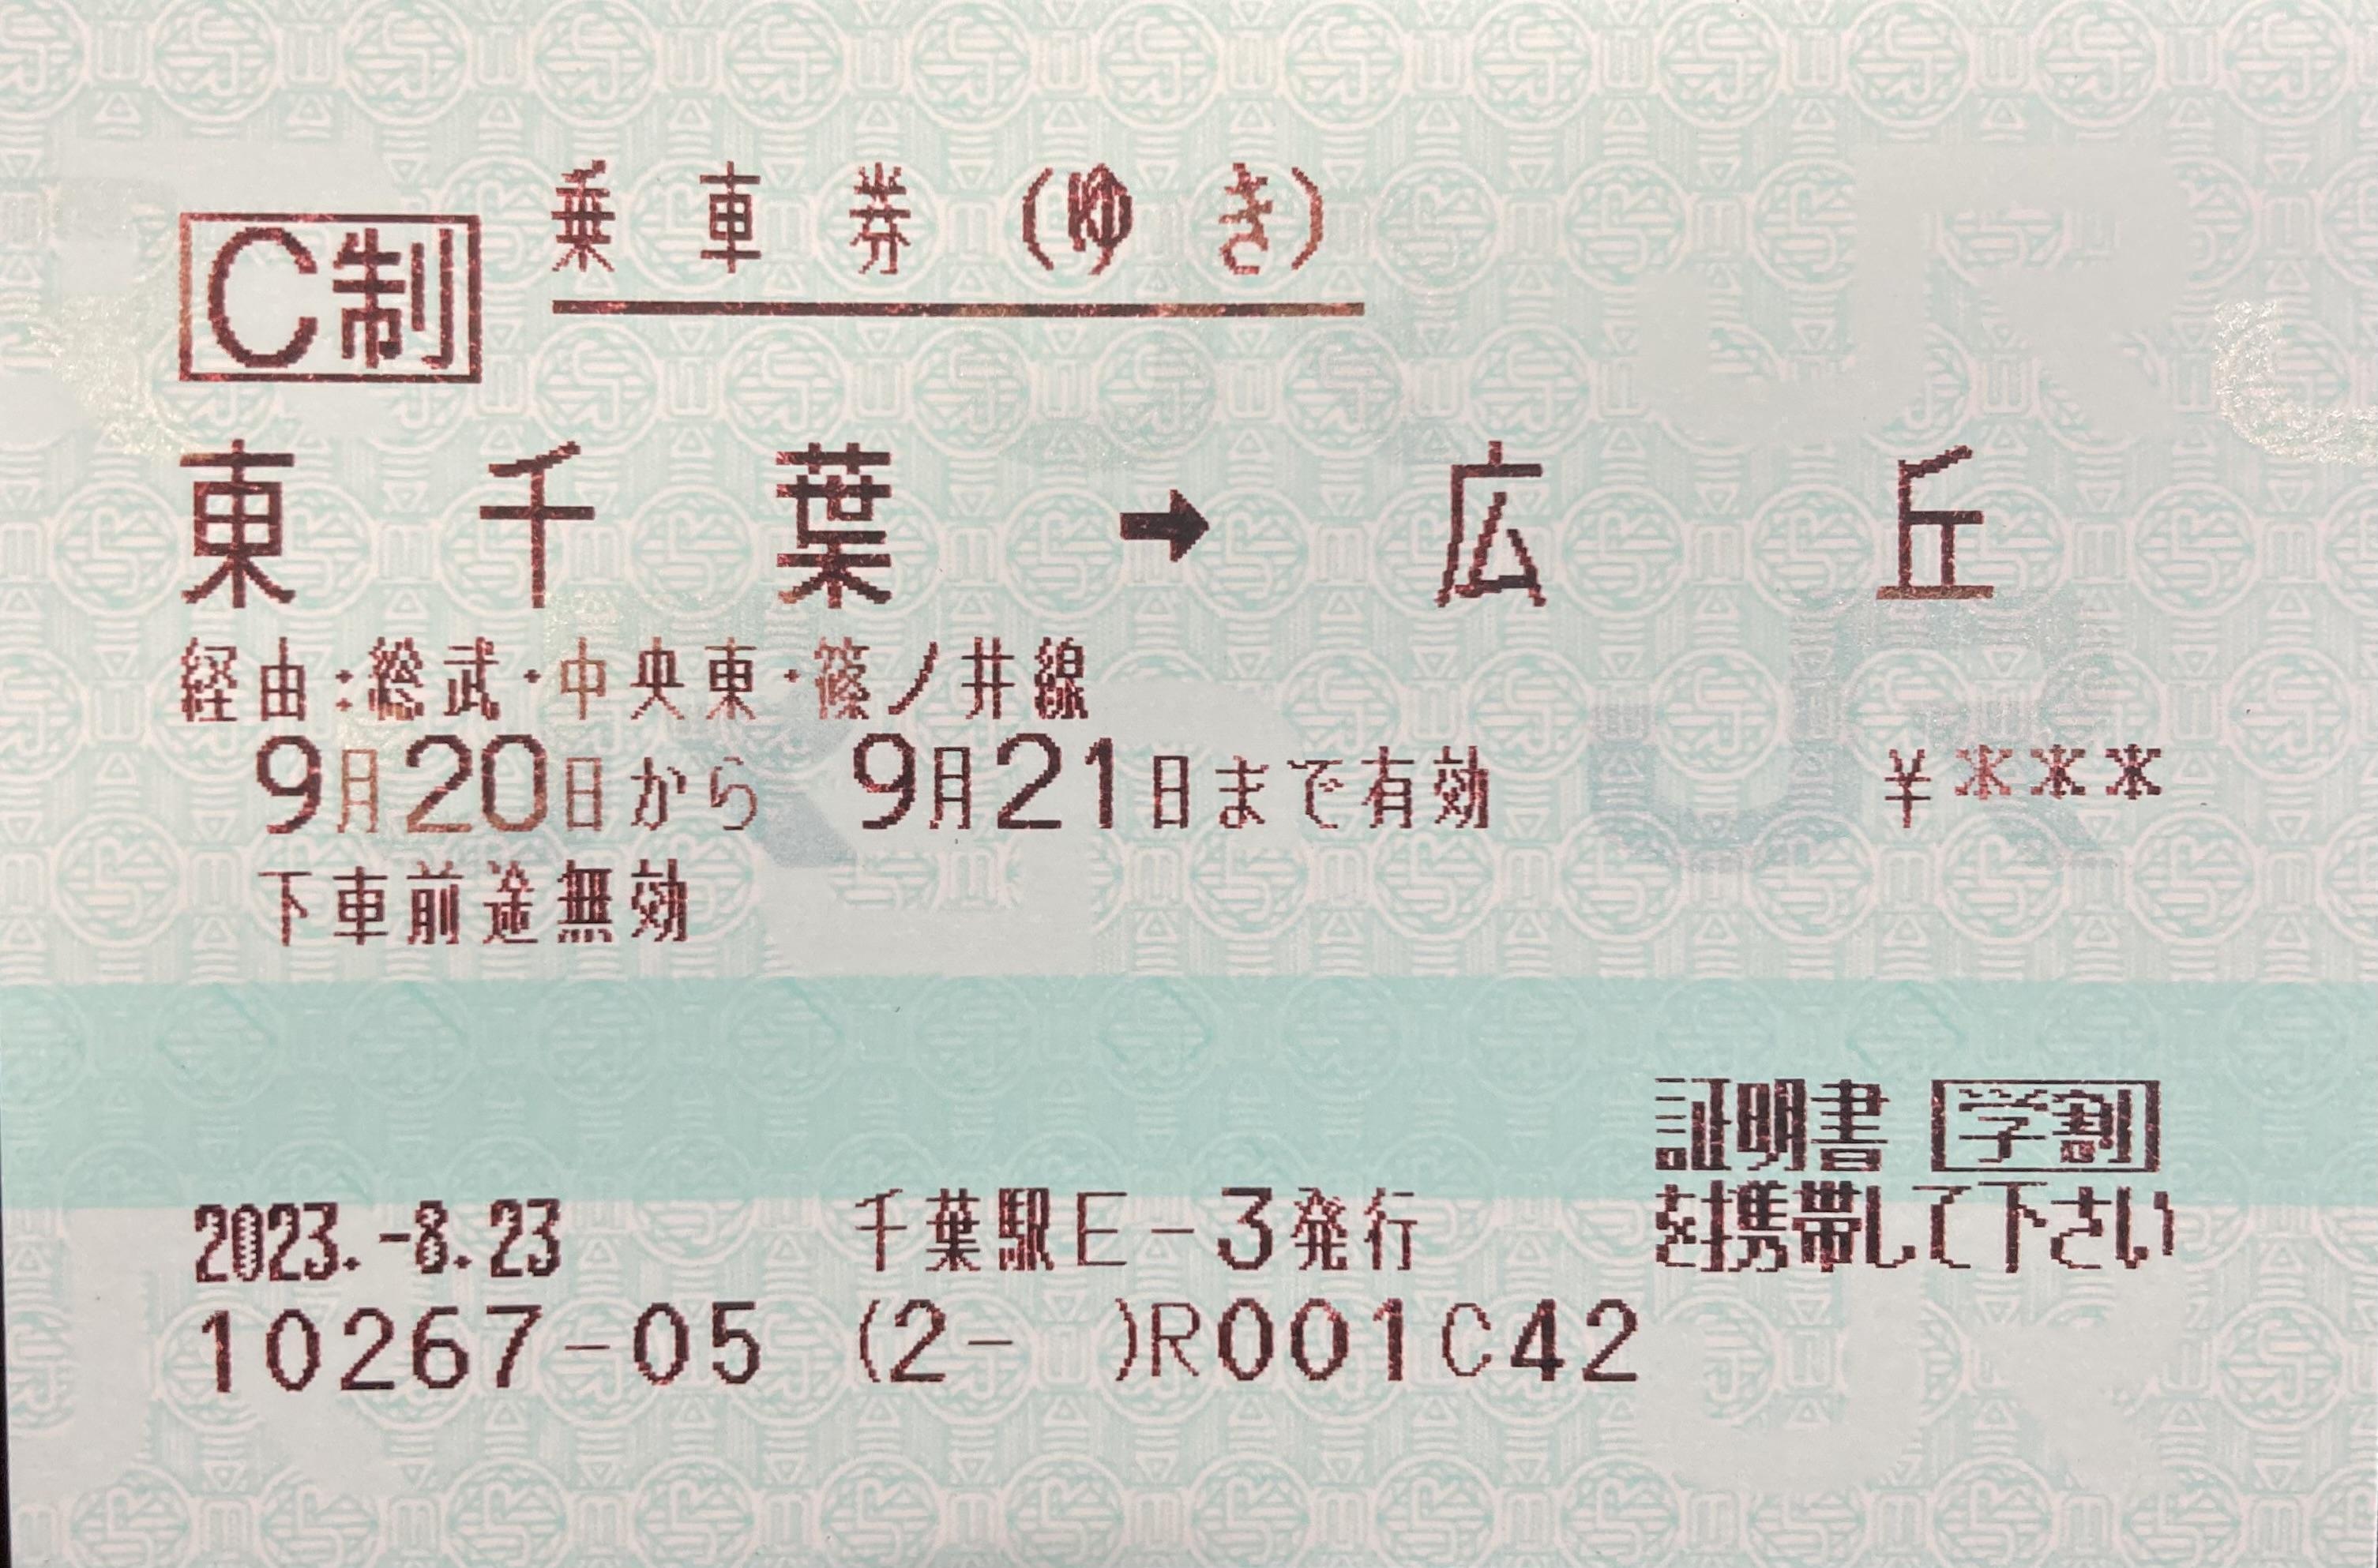 C制 乗車券(ゆき)
東千葉 → 広丘
経由:総武・中央東・篠ノ井線
9月20日から 9月21日まで有効 ¥***
下車前途無効
証明書 学割
を携帯して下さい
2023.-8.23 千葉駅E-3発行
10267-05 (2- )R001C42